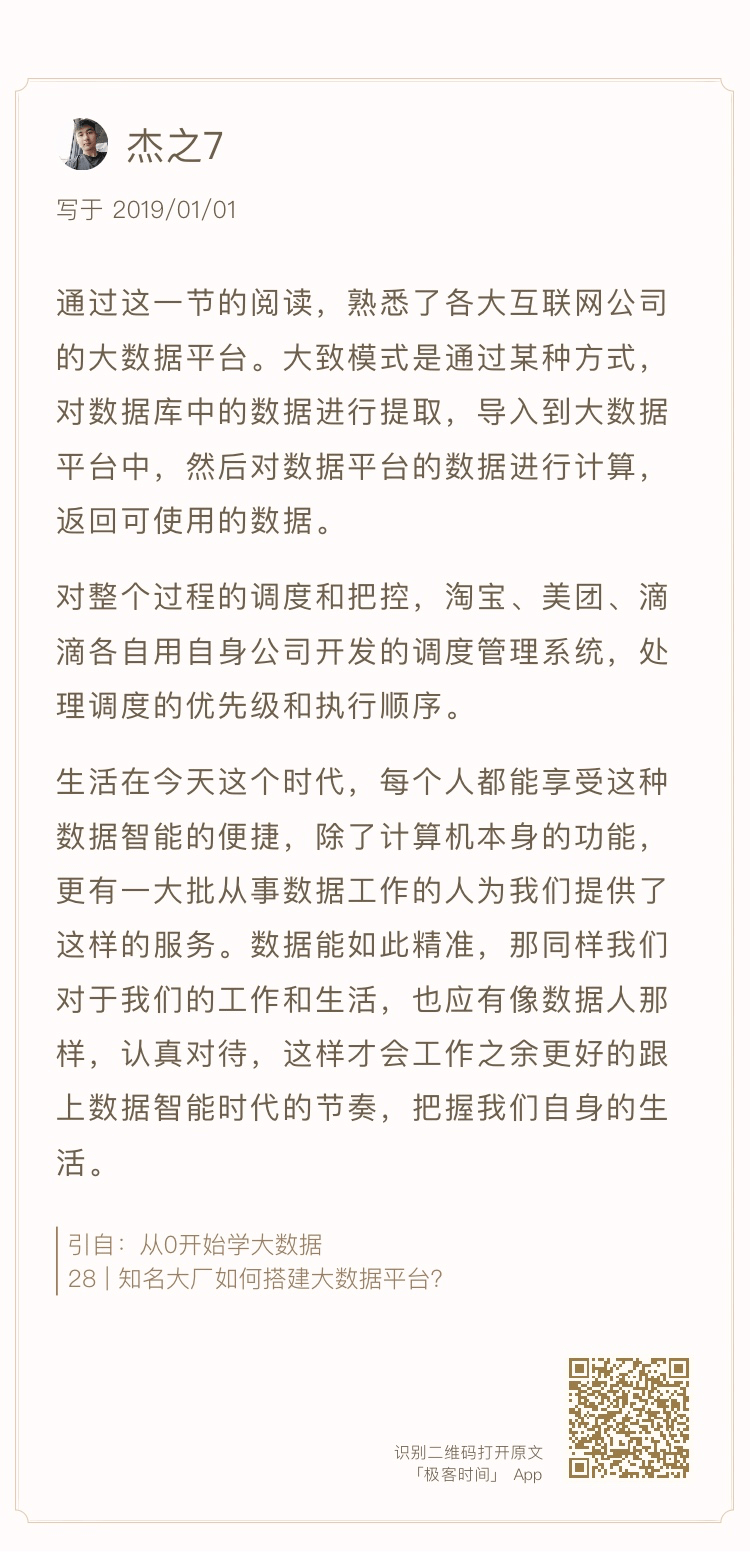 杰之7
写于 2019/01/01
通过这一节的阅读，熟悉了各大互联网公司
的大数据平台。大致模式是通过某种方式，
对数据库中的数据进行提取，导入到大数据
平台中，然后对数据平台的数据进行计算，
返回可使用的数据。
对整个过程的调度和把控，淘宝、美团、滴
滴各自用自身公司开发的调度管理系统，处
理调度的优先级和执行顺序。
生活在今天这个时代，每个人都能享受这种
数据智能的便捷，除了计算机本身的功能，
更有一大批从事数据工作的人为我们提供了
这样的服务。数据能如此精准，那同样我们
对于我们的工作和生活，也应有像数据人那
样，认真对待，这样才会工作之余更好的跟
上数据智能时代的节奏，把握我们自身的生
活。
引自：从0开始学大数据
28 | 知名大厂如何搭建大数据平台？
识别二维码打开原文
「极客时间」 App